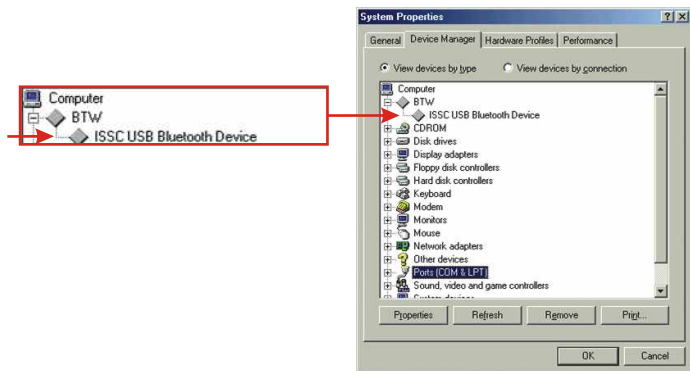 Computer
BTW
ISSC USB Bluetooth Device
System Properties
General Device Manager Hardware Profiles Performance
View devices by type View devices by connection
Computer
BTW
ISSC USB Bluetooth Device
CDROM
Disk drives
Display adapters
Floppy disk controllers
Hard disk controllers
Keyboard
Modem
Monitors
Mouse
Network adapters
Other devices
Ports (COM & LPT)
Sound, video and game controllers
Properties Refresh Remove Print...
OK Cancel